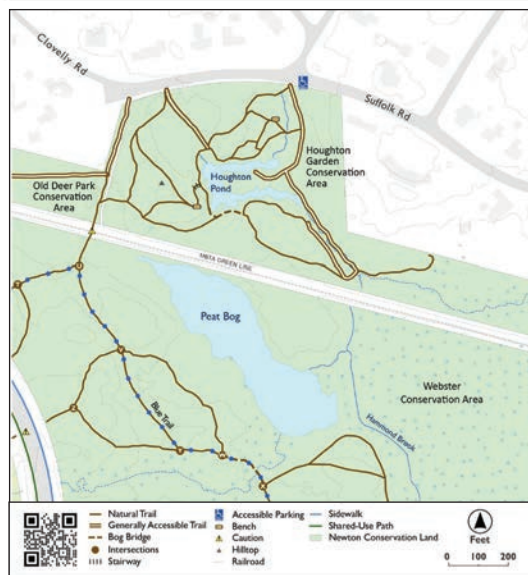 Clovelly Rd
Suffolk Rd
Houghton
Pond
Houghton
Garden
Conservation
Area
Old Deer Park
Conservation
Area
MBTA GREEN LINE
Peat Bog
Webster
Conservation Area
Blue Trail
Hammond Brook
Natural Trail
Generally Accessible Trail
Bog Bridge
Intersections
Stairway
Accessible Parking
Bench
Caution
Hilltop
Railroad
Sidewalk
Shared-Use Path
Newton Conservation Land
Feet
0 100 200